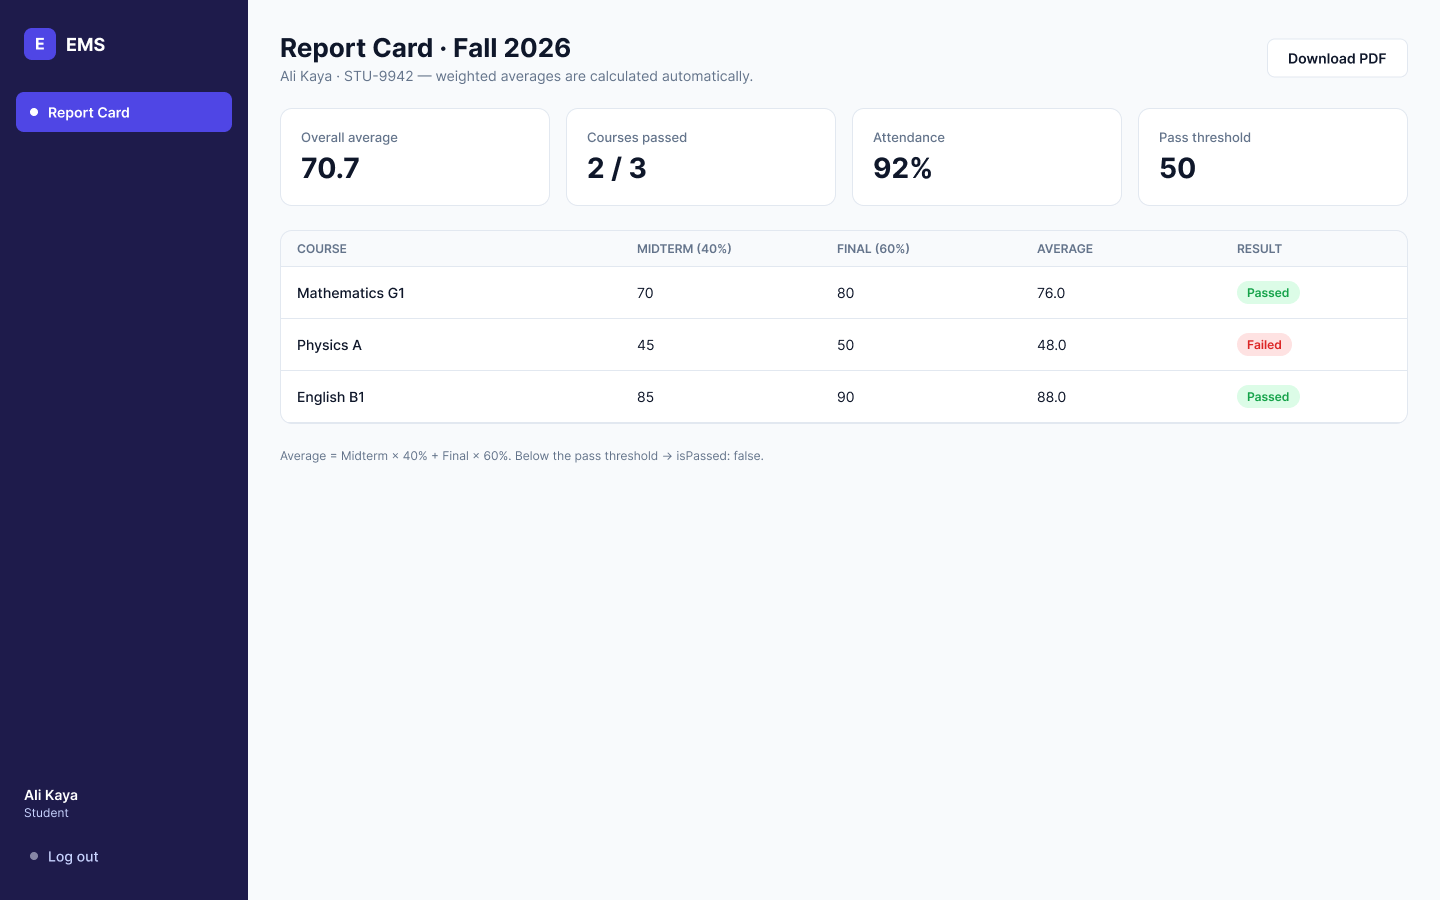 E EMS
Report Card
Ali Kaya
Student
Log out
Report Card · Fall 2026
Ali Kaya · STU-9942 — weighted averages are calculated automatically.
Download PDF
Overall average
70.7
Courses passed
2 / 3
Attendance
92%
Pass threshold
50
COURSE MIDTERM (40%) FINAL (60%) AVERAGE RESULT
Mathematics G1 70 80 76.0 Passed
Physics A 45 50 48.0 Failed
English B1 85 90 88.0 Passed
Average = Midterm × 40% + Final × 60%. Below the pass threshold → isPassed: false.